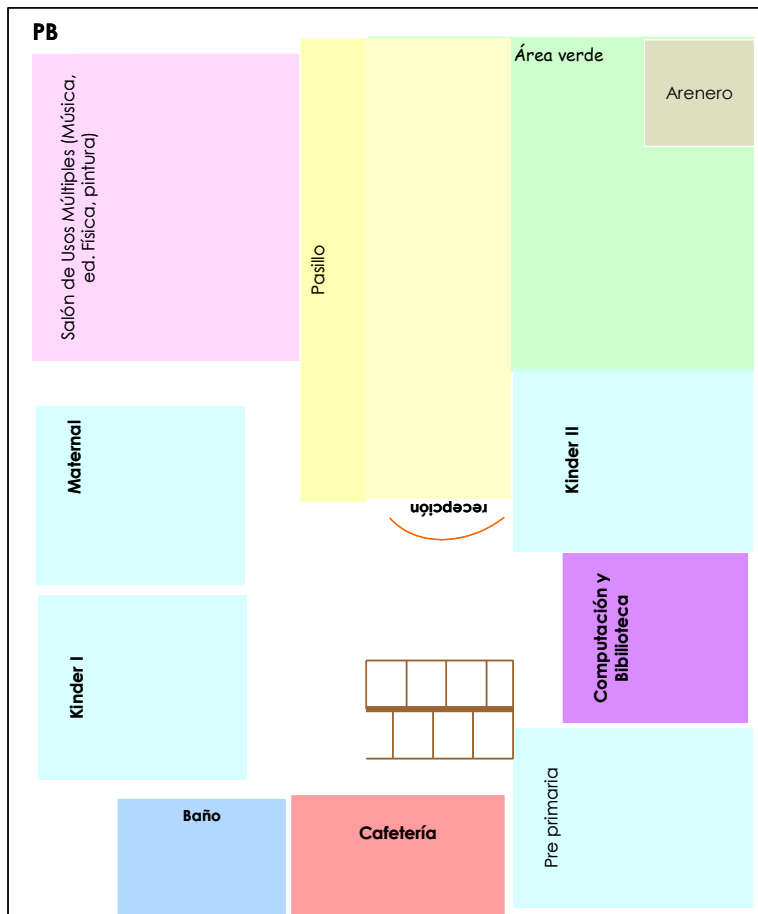 PB
Área verde
Arenero
Salón de Usos Múltiples (Música,
ed. Física, pintura)
Pasillo
Maternal
Kinder II
recepción
Computación y
Bibilioteca
Kinder I
Pre primaria
Baño
Cafetería